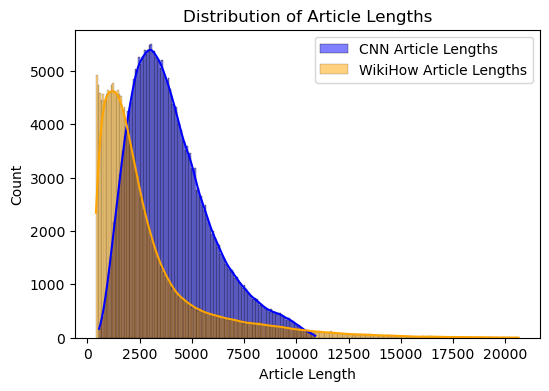 Distribution of Article Lengths
CNN Article Lengths
WikiHow Article Lengths
Count
5000
4000
3000
2000
1000
0
0 2500 5000 7500 10000 12500 15000 17500 20000
Article Length